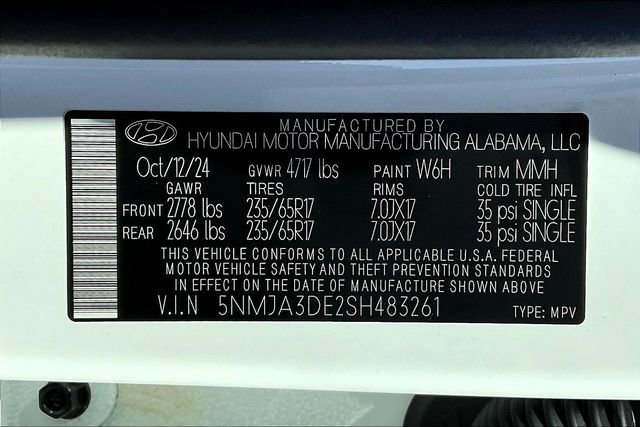 MANUFACTURED BY
HYUNDAI MOTOR MANUFACTURING ALABAMA, LLC
Oct/12/24 GVWR 4717 lbs PAINT W6H TRIM MMH
GAWR TIRES RIMS COLD TIRE INFL
FRONT 2778 lbs 235/65R17 7.0JX17 35 psi SINGLE
REAR 2646 lbs 235/65R17 7.0JX17 35 psi SINGLE
THIS VEHICLE CONFORMS TO ALL APPLICABLE U.S.A. FEDERAL
MOTOR VEHICLE SAFETY AND THEFT PREVENTION STANDARDS
IN EFFECT ON THE DATE OF MANUFACTURE SHOWN ABOVE
V.I.N 5NMJA3DE2SH483261 TYPE: MPV